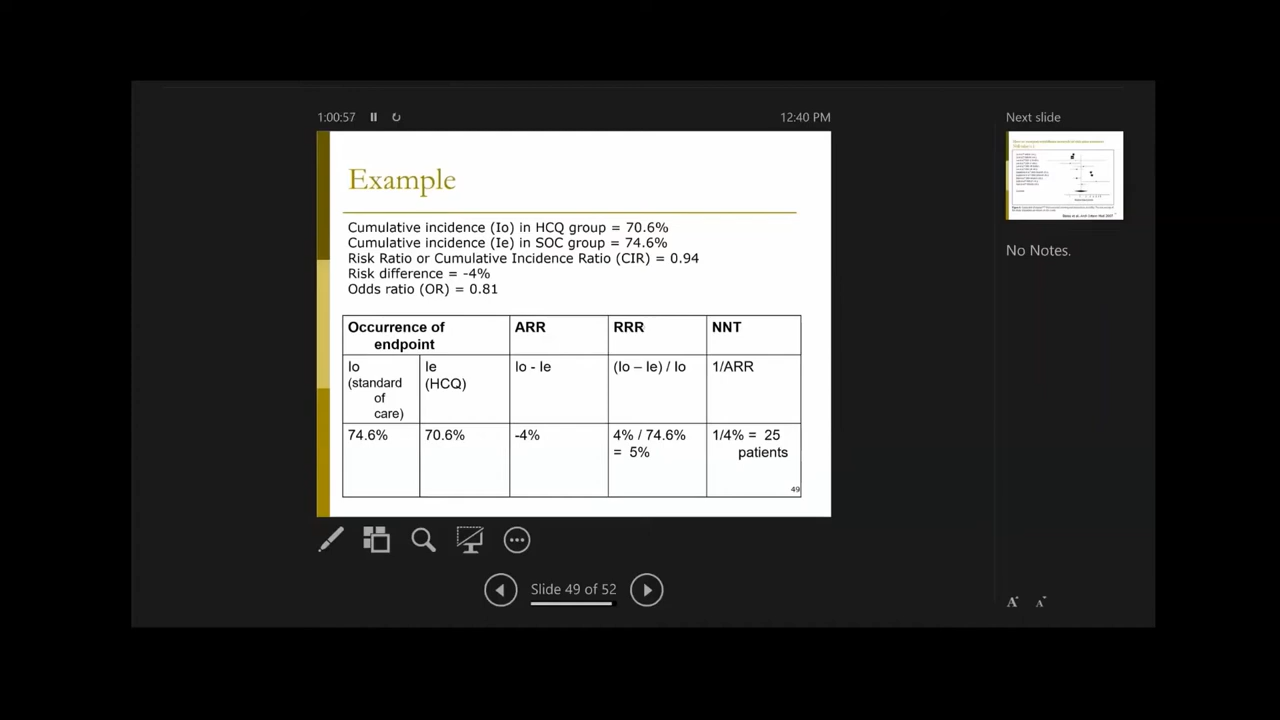 1:00:57
12:40 PM
Next slide
Example
Cumulative incidence (Io) in HCQ group = 70.6%
Cumulative incidence (Ie) in SOC group = 74.6%
Risk Ratio or Cumulative Incidence Ratio (CIR) = 0.94
Risk difference = -4%
Odds ratio (OR) = 0.81
Occurrence of
endpoint
ARR
RRR
NNT
Io
(standard
of
care)
Ie
(HCQ)
Io - Ie
(Io – Ie) / Io
1/ARR
74.6%
70.6%
-4%
4% / 74.6%
= 5%
1/4% = 25
patients
49
No Notes.
Slide 49 of 52
A
A